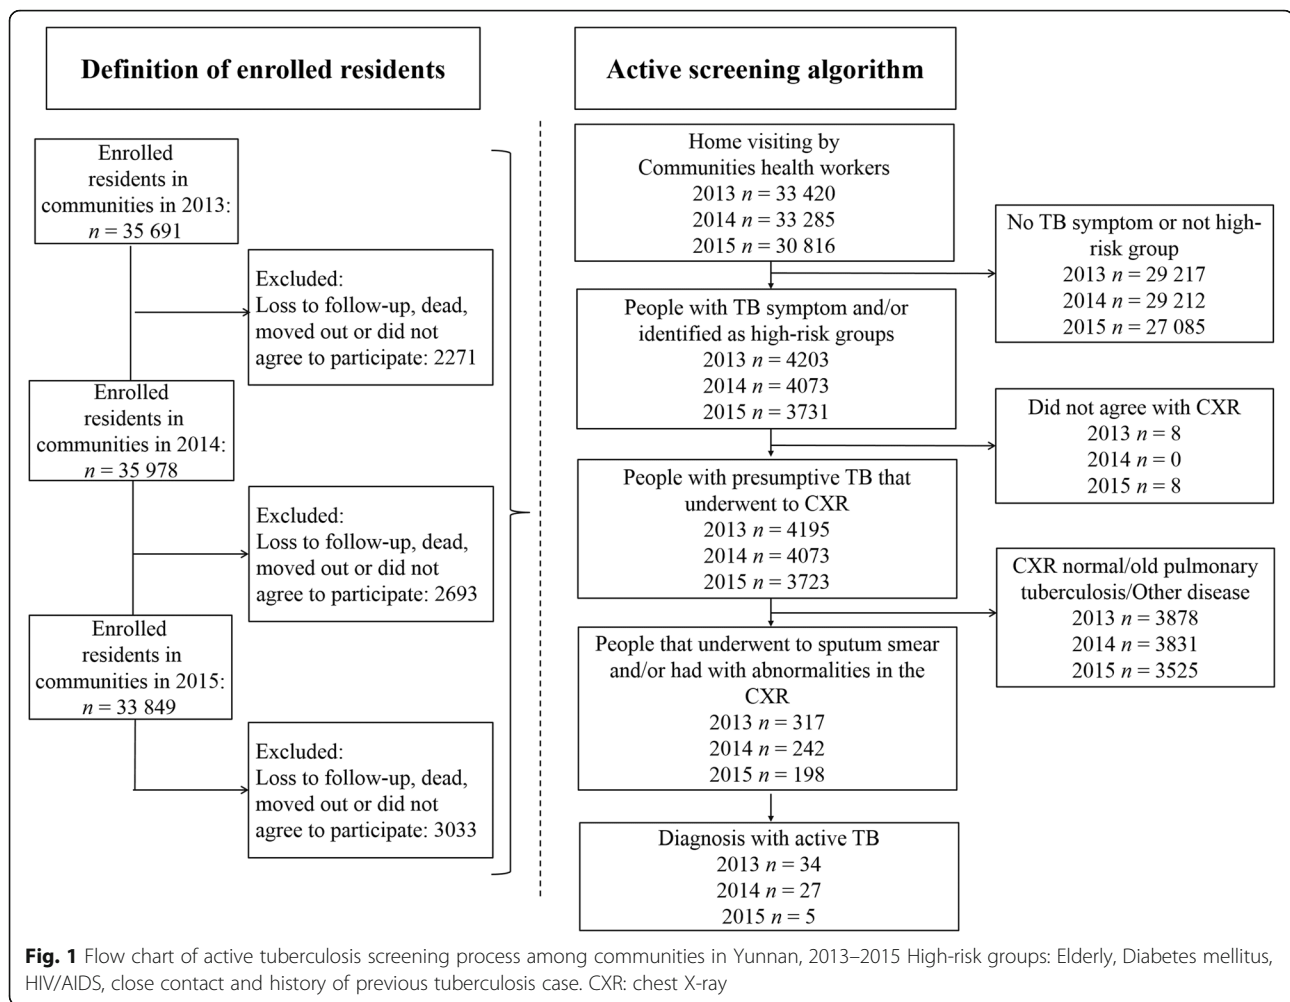 Definition of enrolled residents
Enrolled
residents in
communities in 2013:
n = 35 691
Excluded:
Loss to follow-up, dead,
moved out or did not
agree to participate: 2271
Enrolled
residents in
communities in 2014:
n = 35 978
Excluded:
Loss to follow-up, dead,
moved out or did not
agree to participate: 2693
Enrolled
residents in
communities in 2015:
n = 33 849
Excluded:
Loss to follow-up, dead,
moved out or did not
agree to participate: 3033
Active screening algorithm
Home visiting by
Communities health workers
2013 n = 33 420
2014 n = 33 285
2015 n = 30 816
No TB symptom or not high-
risk group
2013 n = 29 217
2014 n = 29 212
2015 n = 27 085
People with TB symptom and/or
identified as high-risk groups
2013 n = 4203
2014 n = 4073
2015 n = 3731
Did not agree with CXR
2013 n = 8
2014 n = 0
2015 n = 8
People with presumptive TB that
underwent to CXR
2013 n = 4195
2014 n = 4073
2015 n = 3723
CXR normal/old pulmonary
tuberculosis/Other disease
2013 n = 3878
2014 n = 3831
2015 n = 3525
People that underwent to sputum smear
and/or had with abnormalities in the
CXR
2013 n = 317
2014 n = 242
2015 n = 198
Diagnosis with active TB
2013 n = 34
2014 n = 27
2015 n = 5
Fig. 1 Flow chart of active tuberculosis screening process among communities in Yunnan, 2013–2015 High-risk groups: Elderly, Diabetes mellitus,
HIV/AIDS, close contact and history of previous tuberculosis case. CXR: chest X-ray